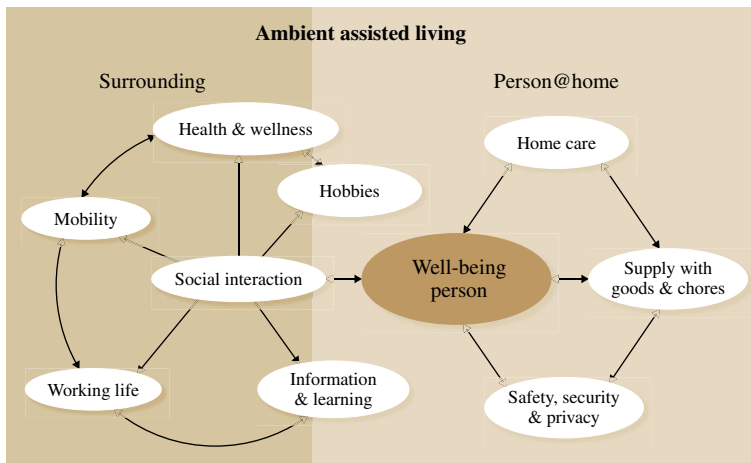 Ambient assisted living
Surrounding
Person@home
Health & wellness
Home care
Hobbies
Mobility
Social interaction
Well-being
person
Supply with
goods & chores
Working life
Information
& learning
Safety, security
& privacy